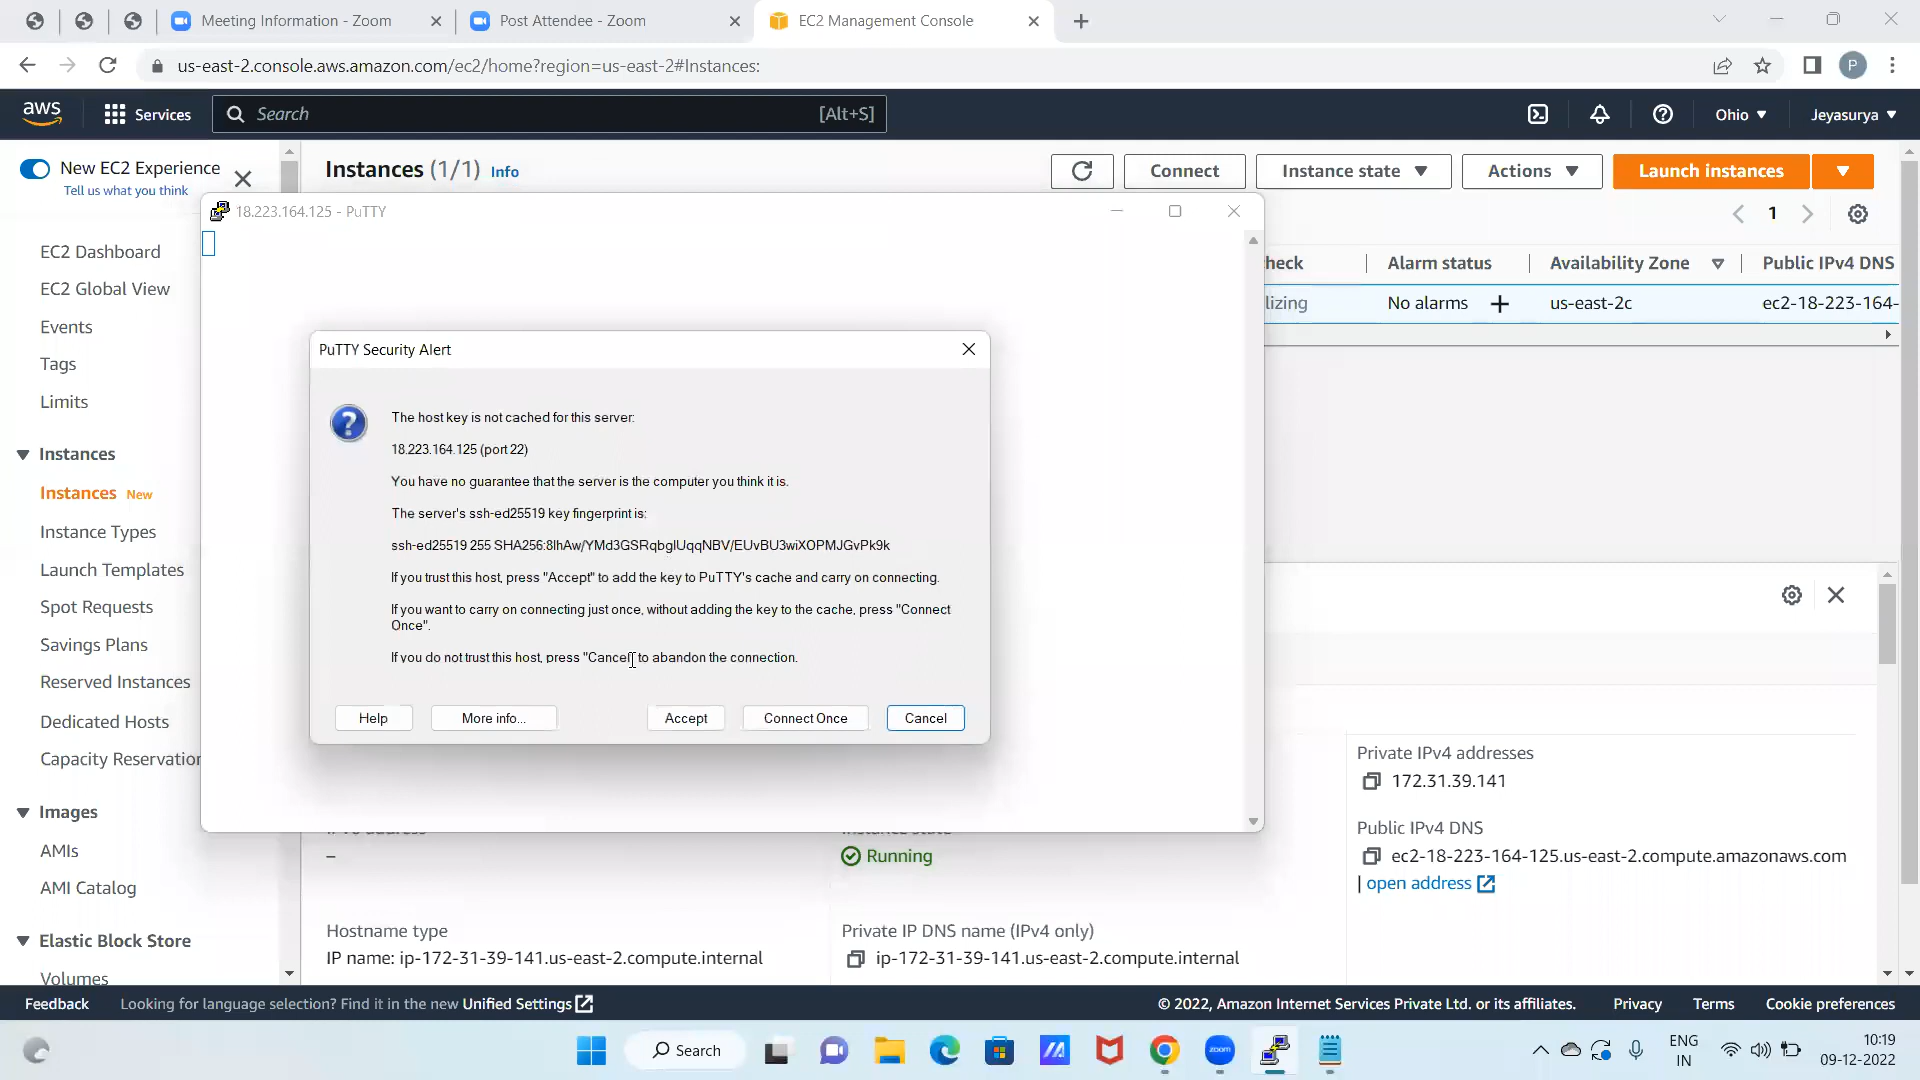 Meeting Information - Zoom
Post Attendee - Zoom
EC2 Management Console
us-east-2.console.aws.amazon.com/ec2/home?region=us-east-2#Instances:
P
aws
Services
Search
[Alt+S]
Ohio
Jeyasurya
New EC2 Experience
Tell us what you think
EC2 Dashboard
EC2 Global View
Events
Tags
Limits
Instances
Instances New
Instance Types
Launch Templates
Spot Requests
Savings Plans
Reserved Instances
Dedicated Hosts
Capacity Reservation
Images
AMIs
AMI Catalog
Elastic Block Store
Volumes
Instances (1/1) Info
Connect
Instance state
Actions
Launch instances
1
heck
Alarm status
Availability Zone
Public IPv4 DNS
lizing
No alarms
us-east-2c
ec2-18-223-164-
18.223.164.125 - PuTTY
PuTTY Security Alert
The host key is not cached for this server:
18.223.164.125 (port 22)
You have no guarantee that the server is the computer you think it is.
The server's ssh-ed25519 key fingerprint is:
ssh-ed25519 255 SHA256:8lhAw/YMd3GSRqbglUqqNBV/EUvBU3wiXOPMJGvPk9k
If you trust this host, press "Accept" to add the key to PuTTY's cache and carry on connecting.
If you want to carry on connecting just once, without adding the key to the cache, press "Connect
Once".
If you do not trust this host, press "Cancel" to abandon the connection.
Help
More info...
Accept
Connect Once
Cancel
Private IPv4 addresses
172.31.39.141
Public IPv4 DNS
ec2-18-223-164-125.us-east-2.compute.amazonaws.com
| open address
–
Running
Hostname type
IP name: ip-172-31-39-141.us-east-2.compute.internal
Private IP DNS name (IPv4 only)
ip-172-31-39-141.us-east-2.compute.internal
Feedback
Looking for language selection? Find it in the new Unified Settings
© 2022, Amazon Internet Services Private Ltd. or its affiliates.
Privacy
Terms
Cookie preferences
Search
zoom
ENG
IN
10:19
09-12-2022